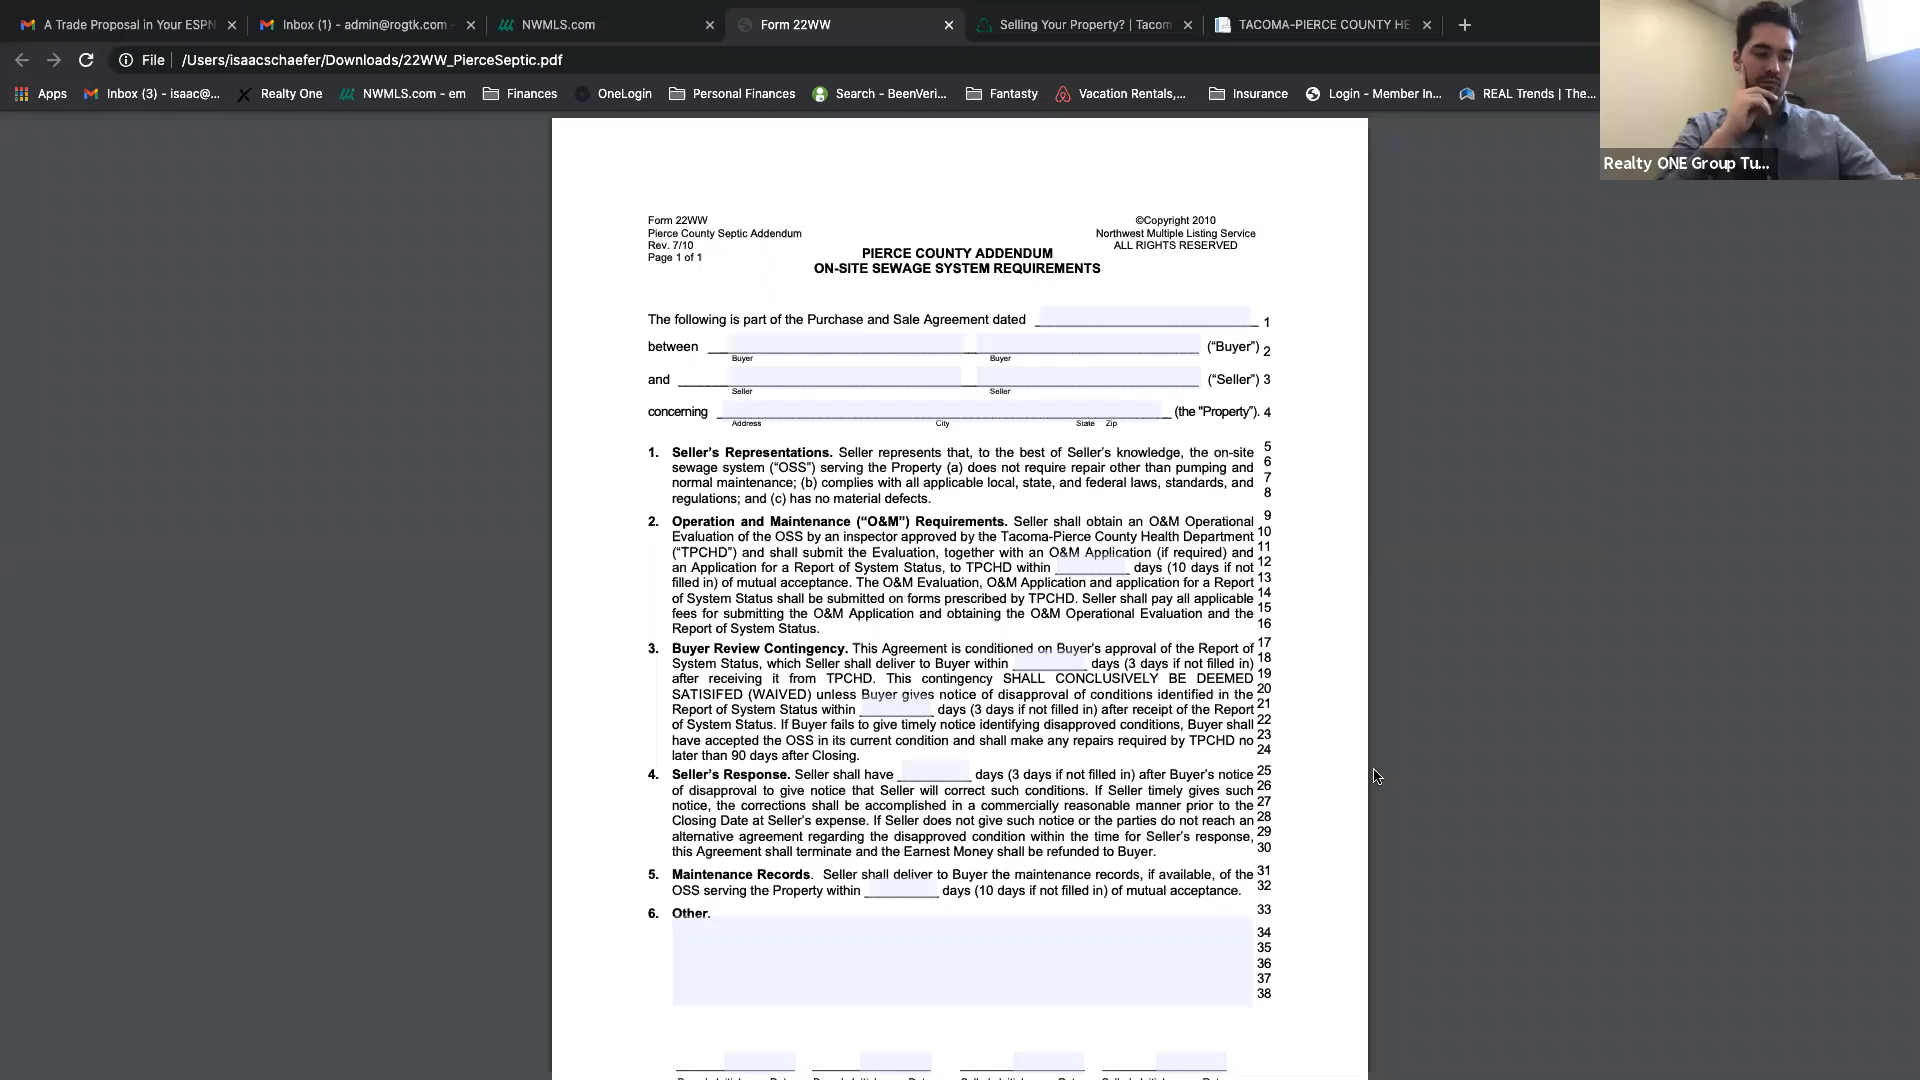 A Trade Proposal in Your ESPN
Inbox (1) - admin@rogtk.com -
NWMLS.com
Form 22WW
Selling Your Property? | Tacom
TACOMA-PIERCE COUNTY HE
File
/Users/isaacschaefer/Downloads/22WW_PierceSeptic.pdf
Apps
Inbox (3) - isaac@...
Realty One
NWMLS.com - em
Finances
OneLogin
Personal Finances
Search - BeenVeri...
Fantasty
Vacation Rentals,...
Insurance
Login - Member In...
REAL Trends | The...
Realty ONE Group Tu...
Form 22WW
Pierce County Septic Addendum
Rev. 7/10
Page 1 of 1
©Copyright 2010
Northwest Multiple Listing Service
ALL RIGHTS RESERVED
PIERCE COUNTY ADDENDUM
ON-SITE SEWAGE SYSTEM REQUIREMENTS
The following is part of the Purchase and Sale Agreement dated 1
between (“Buyer”) 2
Buyer Buyer
and (“Seller”) 3
Seller Seller
concerning (the "Property"). 4
Address City State Zip
1. Seller’s Representations. Seller represents that, to the best of Seller’s knowledge, the on-site 5
sewage system (“OSS”) serving the Property (a) does not require repair other than pumping and 6
normal maintenance; (b) complies with all applicable local, state, and federal laws, standards, and 7
regulations; and (c) has no material defects. 8
2. Operation and Maintenance (“O&M”) Requirements. Seller shall obtain an O&M Operational 9
Evaluation of the OSS by an inspector approved by the Tacoma-Pierce County Health Department 10
(“TPCHD”) and shall submit the Evaluation, together with an O&M Application (if required) and 11
an Application for a Report of System Status, to TPCHD within days (10 days if not 12
filled in) of mutual acceptance. The O&M Evaluation, O&M Application and application for a Report 13
of System Status shall be submitted on forms prescribed by TPCHD. Seller shall pay all applicable 14
fees for submitting the O&M Application and obtaining the O&M Operational Evaluation and the 15
Report of System Status. 16
3. Buyer Review Contingency. This Agreement is conditioned on Buyer’s approval of the Report of 17
System Status, which Seller shall deliver to Buyer within days (3 days if not filled in) 18
after receiving it from TPCHD. This contingency SHALL CONCLUSIVELY BE DEEMED 19
SATISIFED (WAIVED) unless Buyer gives notice of disapproval of conditions identified in the 20
Report of System Status within days (3 days if not filled in) after receipt of the Report 21
of System Status. If Buyer fails to give timely notice identifying disapproved conditions, Buyer shall 22
have accepted the OSS in its current condition and shall make any repairs required by TPCHD no 23
later than 90 days after Closing. 24
4. Seller’s Response. Seller shall have days (3 days if not filled in) after Buyer’s notice 25
of disapproval to give notice that Seller will correct such conditions. If Seller timely gives such 26
notice, the corrections shall be accomplished in a commercially reasonable manner prior to the 27
Closing Date at Seller’s expense. If Seller does not give such notice or the parties do not reach an 28
alternative agreement regarding the disapproved condition within the time for Seller’s response, 29
this Agreement shall terminate and the Earnest Money shall be refunded to Buyer. 30
5. Maintenance Records. Seller shall deliver to Buyer the maintenance records, if available, of the 31
OSS serving the Property within days (10 days if not filled in) of mutual acceptance. 32
6. Other. 33
34
35
36
37
38